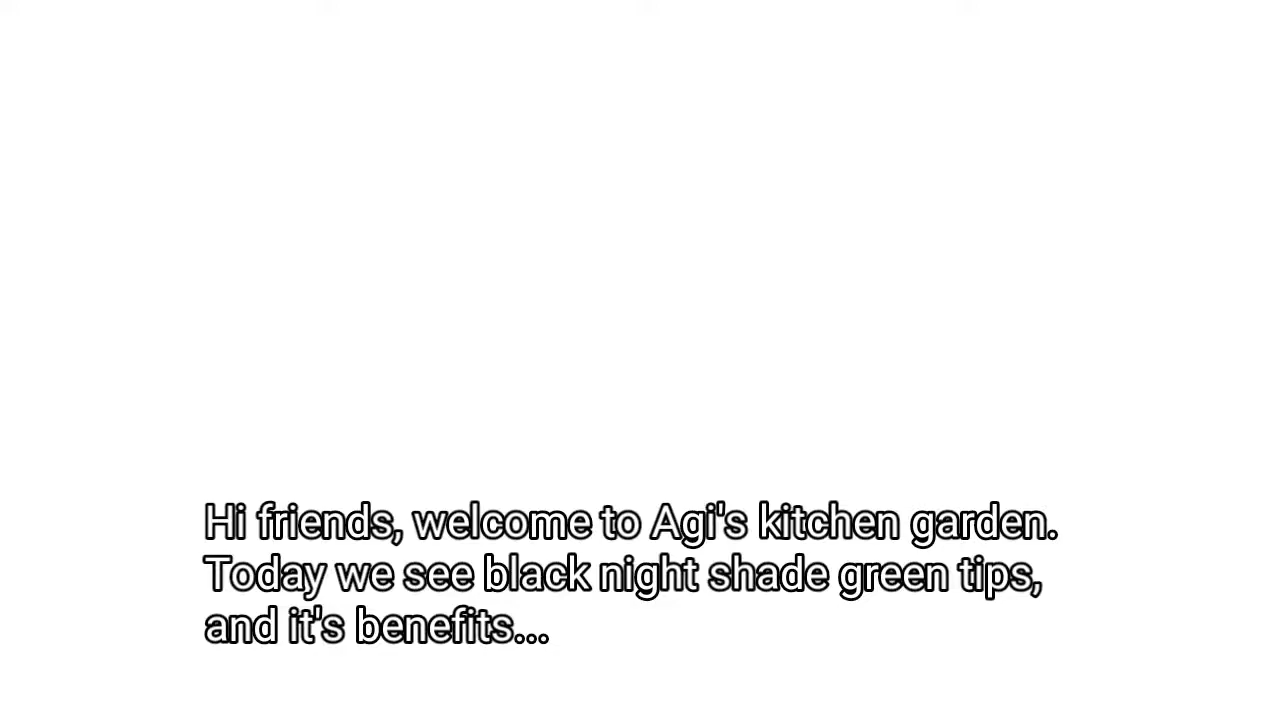 Hi friends, welcome to Agi's kitchen garden.
Today we see black night shade green tips,
and it's benefits...